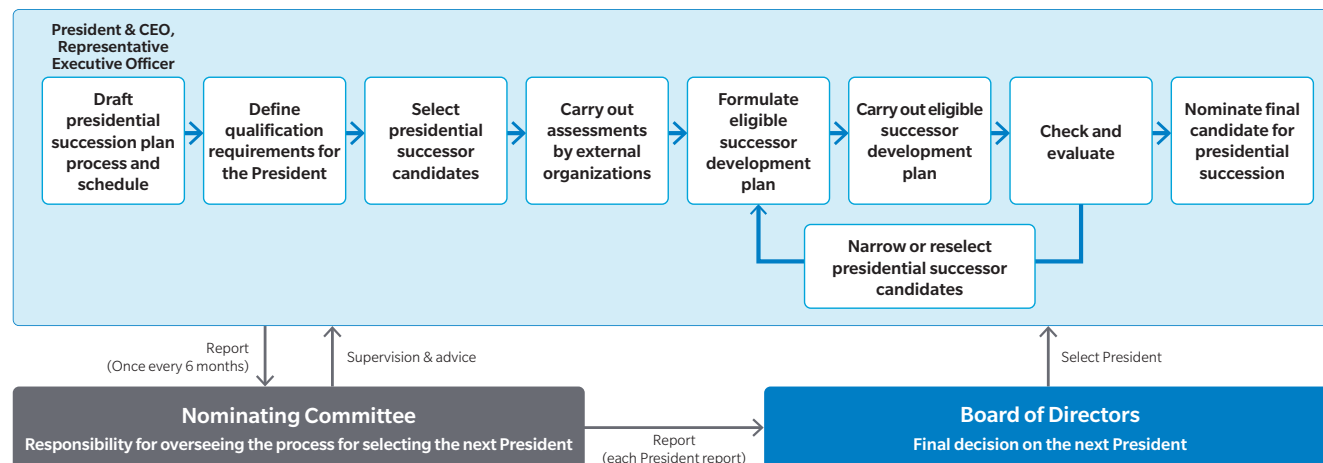 President & CEO,
Representative
Executive Officer
Draft
presidential
succession plan
process and
schedule
Define
qualification
requirements for
the President
Select
presidential
successor
candidates
Carry out
assessments
by external
organizations
Formulate
eligible
successor
development
plan
Carry out eligible
successor
development
plan
Check and
evaluate
Nominate final
candidate for
presidential
succession
Narrow or reselect
presidential successor
candidates
Report
(Once every 6 months)
Supervision & advice
Select President
Nominating Committee
Responsibility for overseeing the process for selecting the next President
Report
(each President report)
Board of Directors
Final decision on the next President